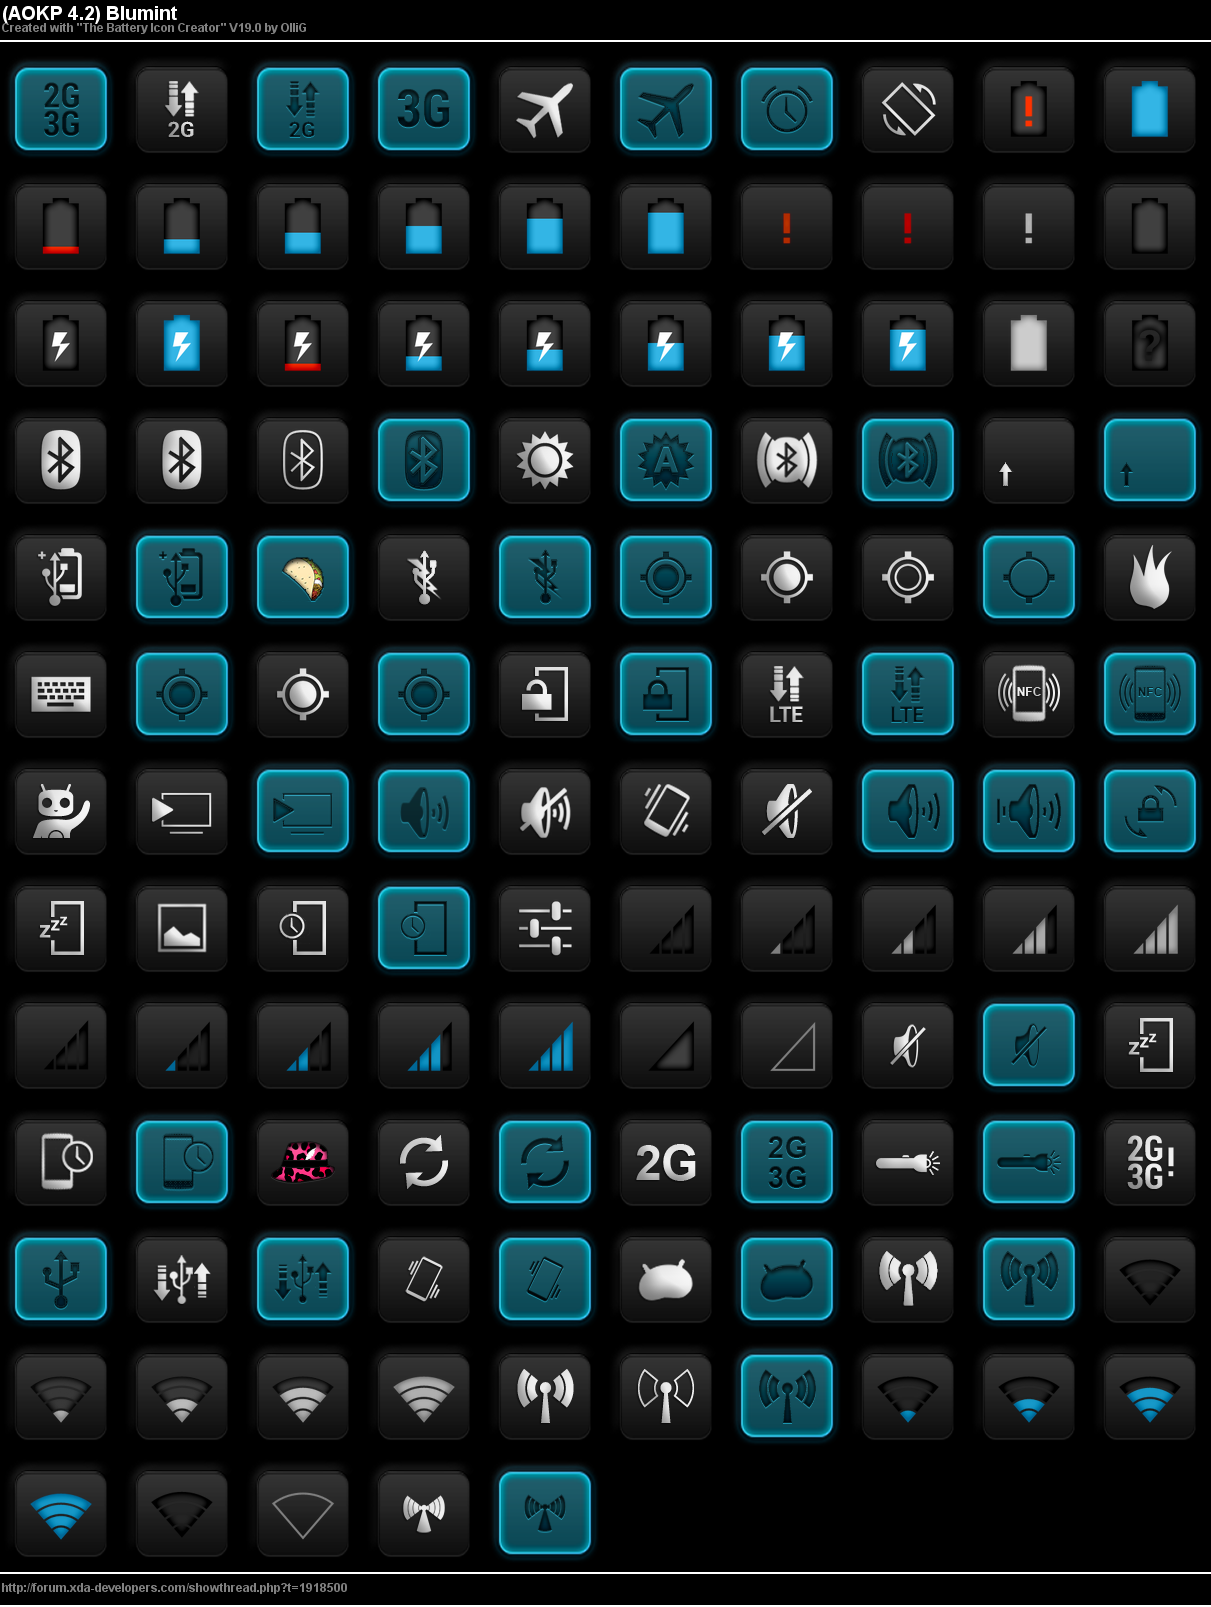 (AOKP 4.2) Blumint
Created with "The Battery Icon Creator" V19.0 by OlliG
2G
3G
2G
2G
3G
!
! ! !
?
A
LTE
LTE
NFC
NFC
zzz
zzz
2G
2G
3G
2G
3G!
http://forum.xda-developers.com/showthread.php?t=1918500